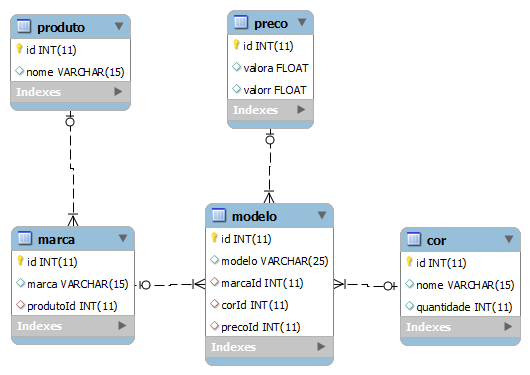 produto
id INT(11)
nome VARCHAR(15)
Indexes
preco
id INT(11)
valora FLOAT
valorr FLOAT
Indexes
marca
id INT(11)
marca VARCHAR(15)
produtoId INT(11)
Indexes
modelo
id INT(11)
modelo VARCHAR(25)
marcaId INT(11)
corId INT(11)
precoId INT(11)
Indexes
cor
id INT(11)
nome VARCHAR(15)
quantidade INT(11)
Indexes